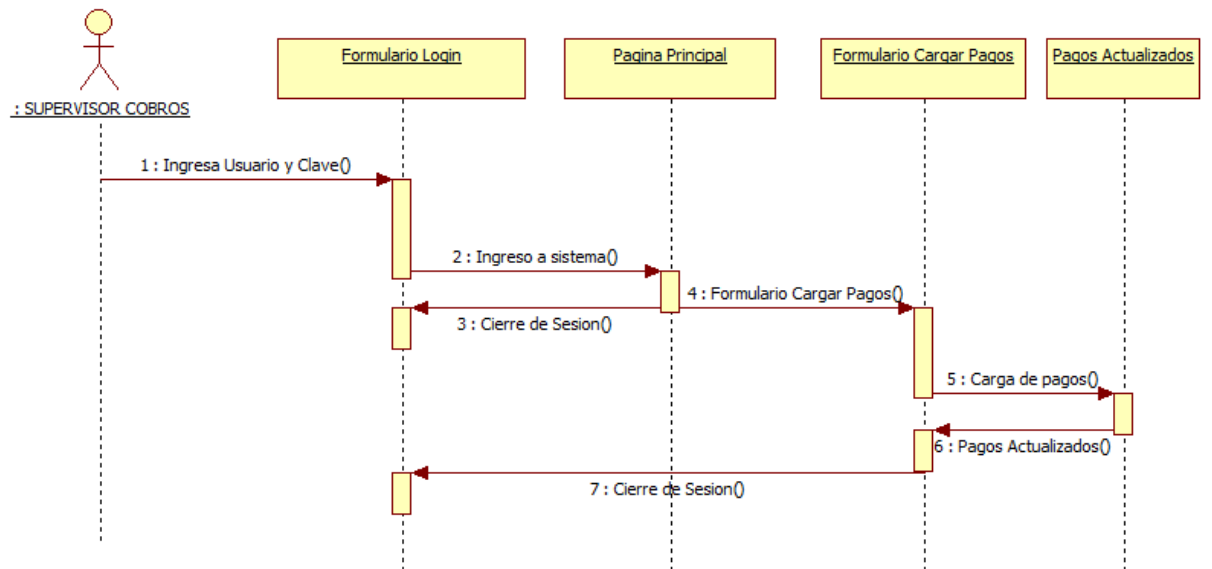 Formulario Login
Pagina Principal
Formulario Cargar Pagos
Pagos Actualizados
: SUPERVISOR COBROS
1 : Ingresa Usuario y Clave()
2 : Ingreso a sistema()
4 : Formulario Cargar Pagos()
3 : Cierre de Sesion()
5 : Carga de pagos()
6 : Pagos Actualizados()
7 : Cierre de Sesion()